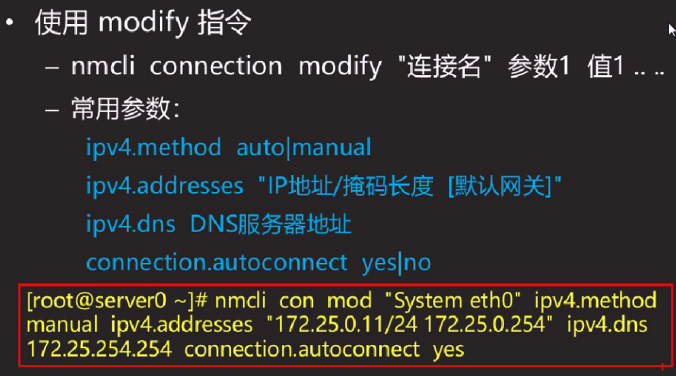 • 使用 modify 指令
– nmcli connection modify "连接名" 参数1 值1 .. ..
– 常用参数：
ipv4.method auto|manual
ipv4.addresses "IP地址/掩码长度 [默认网关]"
ipv4.dns DNS服务器地址
connection.autoconnect yes|no
[root@server0 ~]# nmcli con mod "System eth0" ipv4.method
manual ipv4.addresses "172.25.0.11/24 172.25.0.254" ipv4.dns
172.25.254.254 connection.autoconnect yes